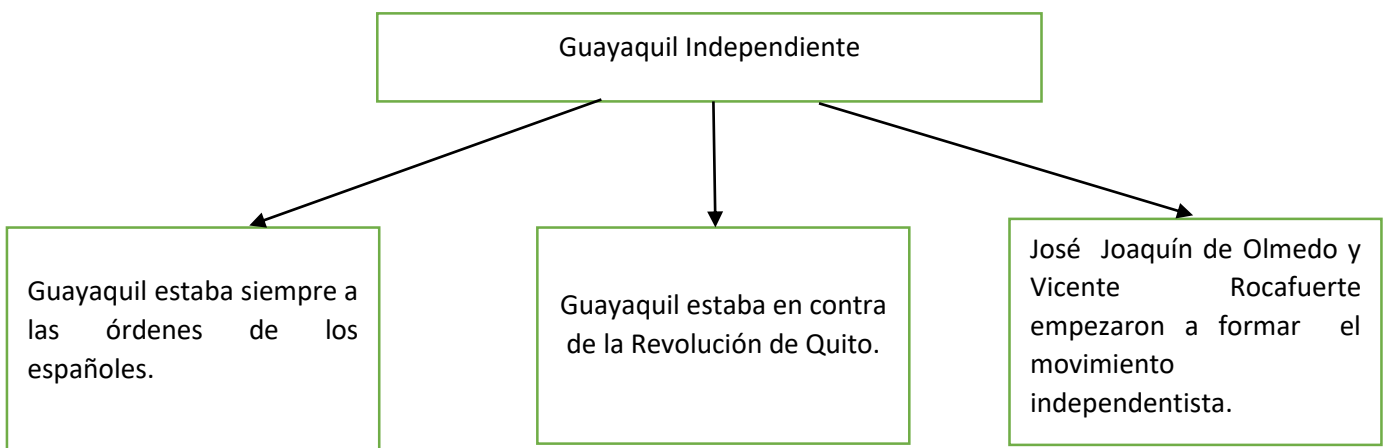 Guayaquil Independiente
Guayaquil estaba siempre a
las órdenes de los
españoles.
Guayaquil estaba en contra
de la Revolución de Quito.
José Joaquín de Olmedo y
Vicente Rocafuerte
empezaron a formar el
movimiento
independentista.